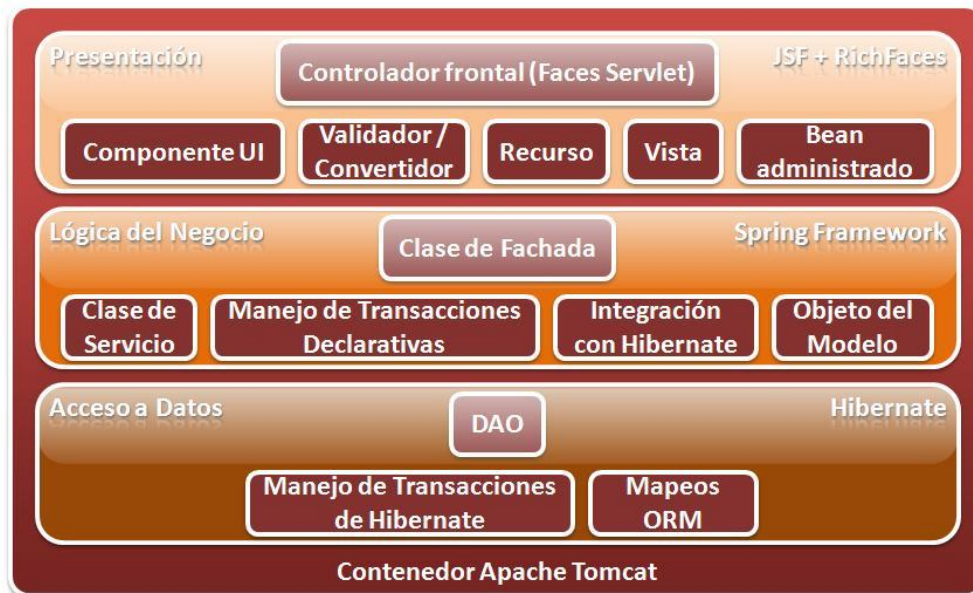 Presentación
JSF + RichFaces
Controlador frontal (Faces Servlet)
Componente UI
Validador /
Convertidor
Recurso
Vista
Bean
administrado
Lógica del Negocio
Spring Framework
Clase de Fachada
Clase de
Servicio
Manejo de Transacciones
Declarativas
Integración
con Hibernate
Objeto del
Modelo
Acceso a Datos
Hibernate
DAO
Manejo de Transacciones
de Hibernate
Mapeos
ORM
Contenedor Apache Tomcat